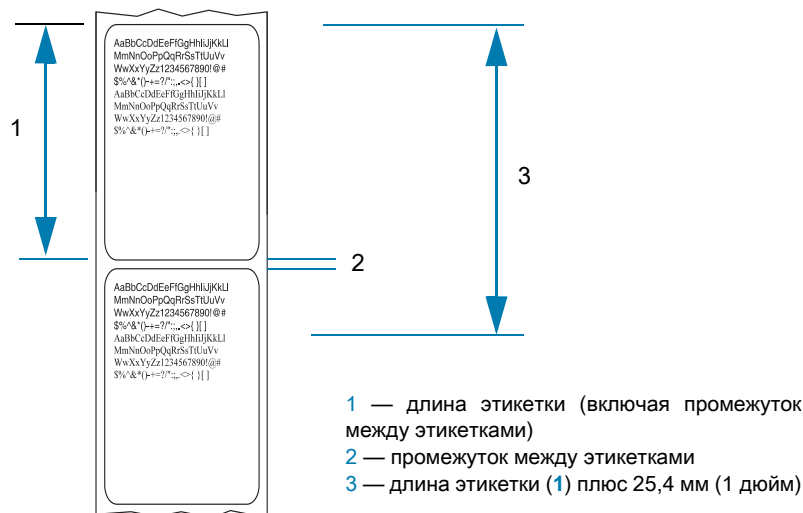 AaBbCcDdEeFfGgHhIiJjKkLl
MmNnOoPpQqRrSsTtUuVv
WwXxYyZz1234567890!@#
$%^&*()-+=?/":;,.<>{ }[ ]
AaBbCcDdEeFfGgHhIiJjKkLl
MmNnOoPpQqRrSsTtUuVv
WwXxYyZz1234567890!@#
$%^&*()-+=?/":;,.<>{ }[ ]
1
3
2
AaBbCcDdEeFfGgHhIiJjKkLl
MmNnOoPpQqRrSsTtUuVv
WwXxYyZz1234567890!@#
$%^&*()-+=?/":;,.<>{ }[ ]
AaBbCcDdEeFfGgHhIiJjKkLl
MmNnOoPpQqRrSsTtUuVv
WwXxYyZz1234567890!@#
$%^&*()-+=?/":;,.<>{ }[ ]
1 — длина этикетки (включая промежуток
между этикетками)
2 — промежуток между этикетками
3 — длина этикетки (1) плюс 25,4 мм (1 дюйм)